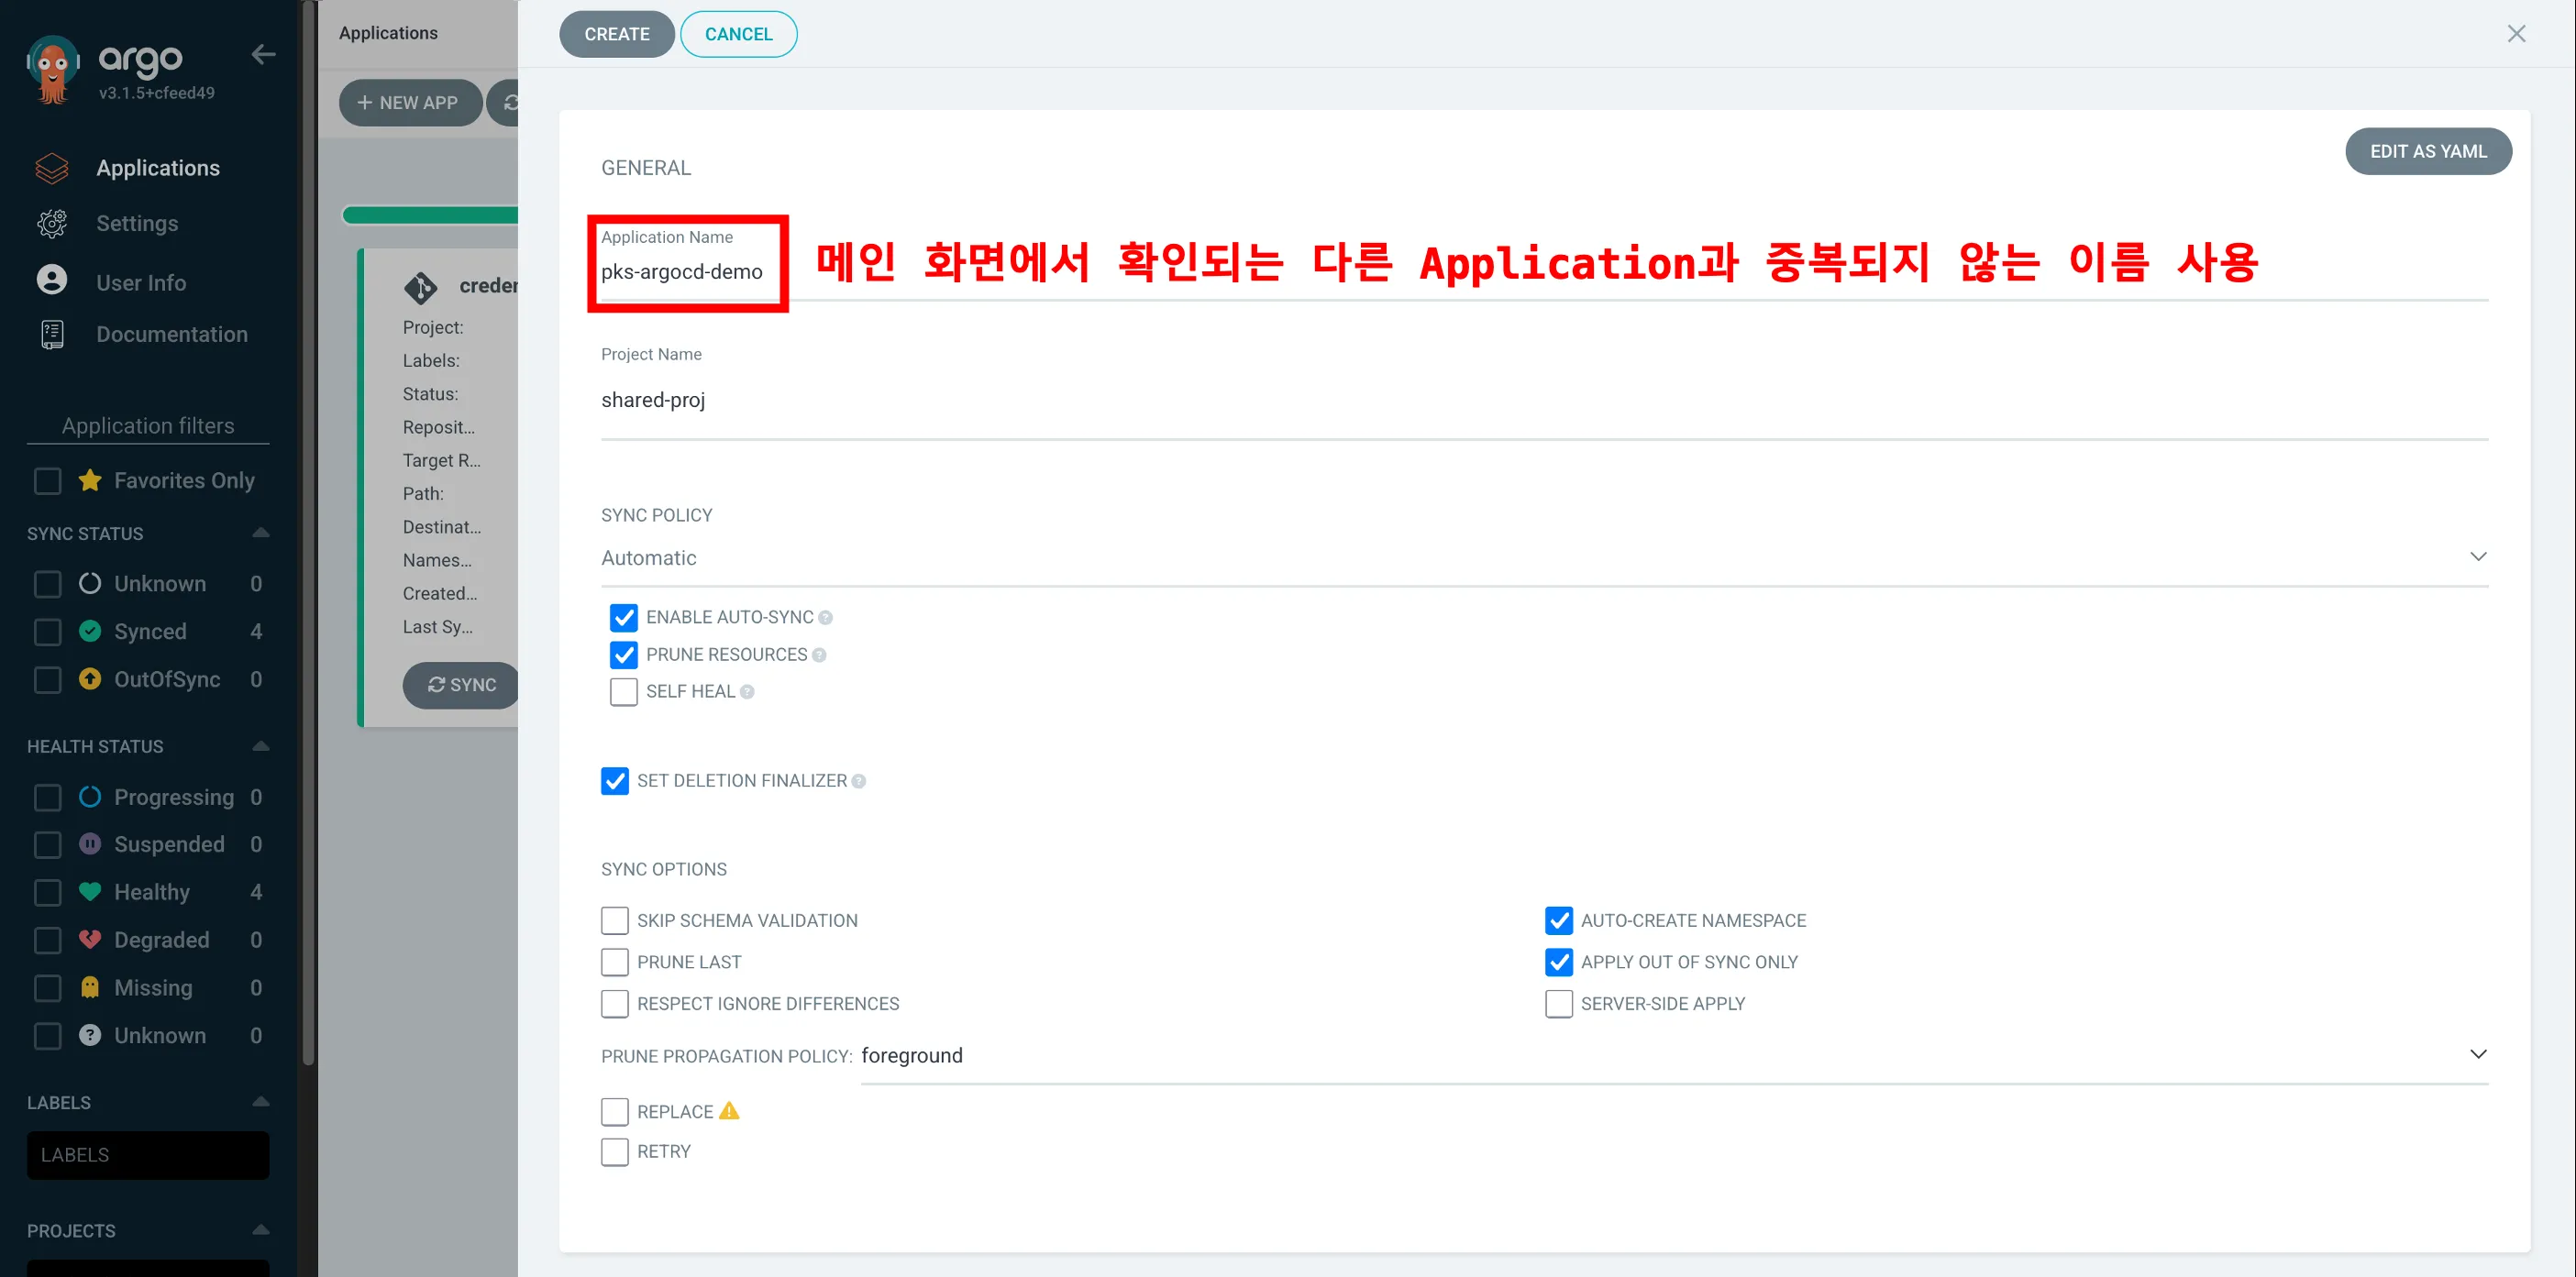 argo
v3.1.5+cfeed49
Applications
Settings
User Info
Documentation
Application filters
Favorites Only
SYNC STATUS
Unknown 0
Synced 4
OutOfSync 0
HEALTH STATUS
Progressing 0
Suspended 0
Healthy 4
Degraded 0
Missing 0
Unknown 0
LABELS
LABELS
PROJECTS
Applications
+ NEW APP
creder
Project:
Labels:
Status:
Reposit...
Target R...
Path:
Destinat...
Names...
Created...
Last Sy...
SYNC
CREATE CANCEL
EDIT AS YAML
GENERAL
Application Name
pks-argocd-demo
메인 화면에서 확인되는 다른 Application과 중복되지 않는 이름 사용
Project Name
shared-proj
SYNC POLICY
Automatic
ENABLE AUTO-SYNC
PRUNE RESOURCES
SELF HEAL
SET DELETION FINALIZER
SYNC OPTIONS
SKIP SCHEMA VALIDATION AUTO-CREATE NAMESPACE
PRUNE LAST APPLY OUT OF SYNC ONLY
RESPECT IGNORE DIFFERENCES SERVER-SIDE APPLY
PRUNE PROPAGATION POLICY: foreground
REPLACE
RETRY